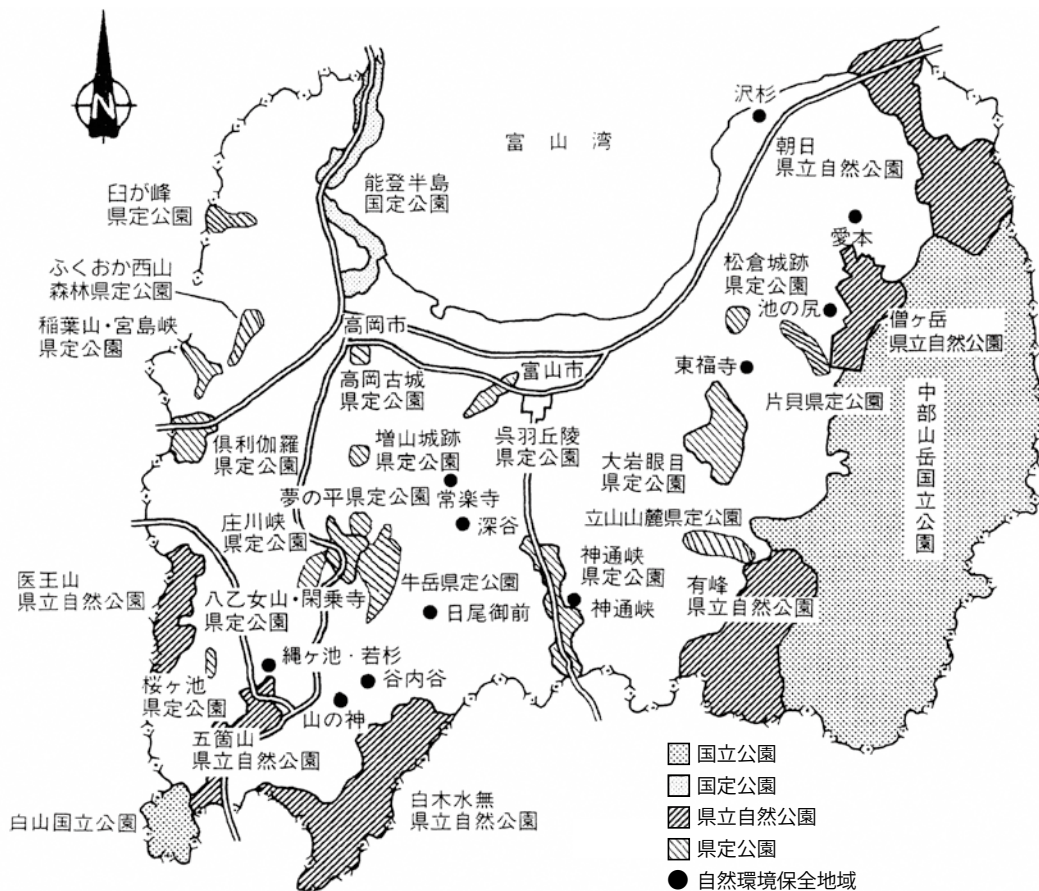 N
沢杉
富山湾
朝日
県立自然公園
能登半島
国定公園
臼が峰
県定公園
愛本
松倉城跡
県定公園
池の尻
ふくおか西山
森林県定公園
稲葉山・宮島峡
県定公園
高岡市
僧ヶ岳
県立自然公園
富山市
東福寺
高岡古城
県定公園
片貝県定公園
中部山岳国立公園
呉羽丘陵
県定公園
倶利伽羅
県定公園
増山城跡
県定公園
大岩眼目
県定公園
夢の平県定公園
常楽寺
庄川峡
県定公園
深谷
立山山麓県定公園
神通峡
県定公園
医王山
県立自然公園
牛岳県定公園
有峰
県立自然公園
八乙女山・閑乗寺
県定公園
日尾御前
神通峡
縄ヶ池・若杉
桜ヶ池
県定公園
谷内谷
山の神
五箇山
県立自然公園
白山国立公園
白木水無
県立自然公園
国立公園
国定公園
県立自然公園
県定公園
自然環境保全地域